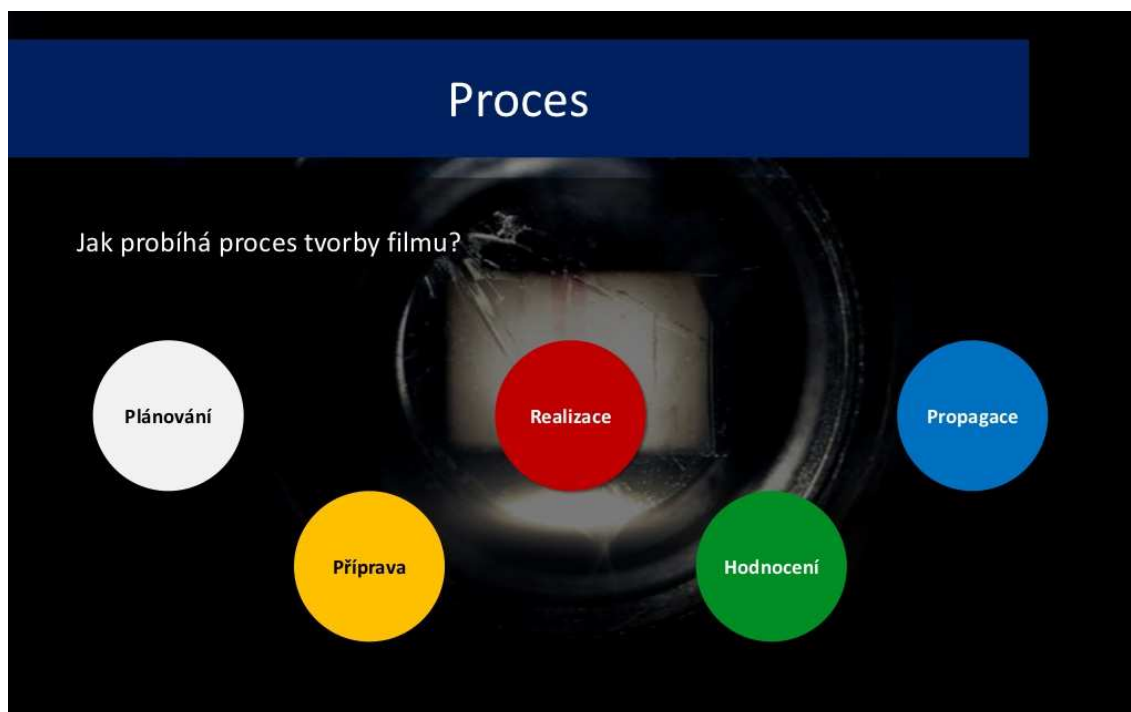 Proces
Jak probíhá proces tvorby filmu?
Plánování
Realizace
Propagace
Příprava
Hodnocení